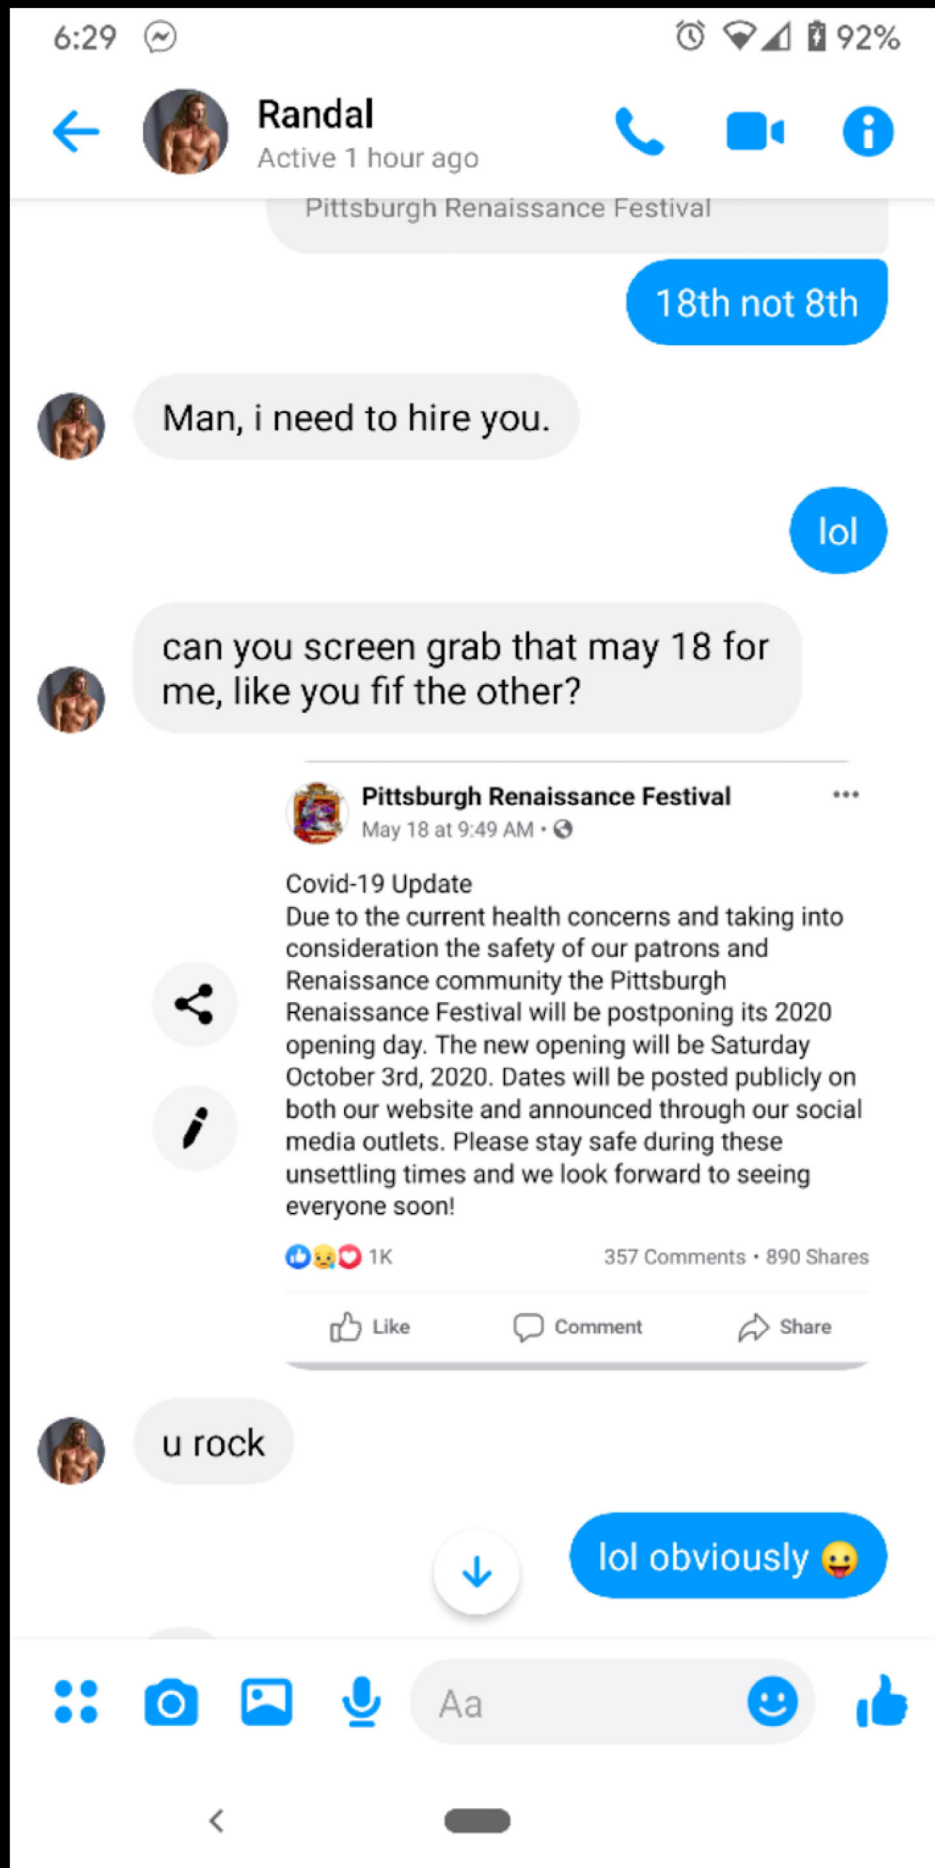 6:29
92%
Randal
Active 1 hour ago
Pittsburgh Renaissance Festival
18th not 8th
Man, i need to hire you.
lol
can you screen grab that may 18 for
me, like you fif the other?
Pittsburgh Renaissance Festival
May 18 at 9:49 AM •
Covid-19 Update
Due to the current health concerns and taking into
consideration the safety of our patrons and
Renaissance community the Pittsburgh
Renaissance Festival will be postponing its 2020
opening day. The new opening will be Saturday
October 3rd, 2020. Dates will be posted publicly on
both our website and announced through our social
media outlets. Please stay safe during these
unsettling times and we look forward to seeing
everyone soon!
1K
357 Comments • 890 Shares
Like
Comment
Share
u rock
lol obviously 😛
Aa